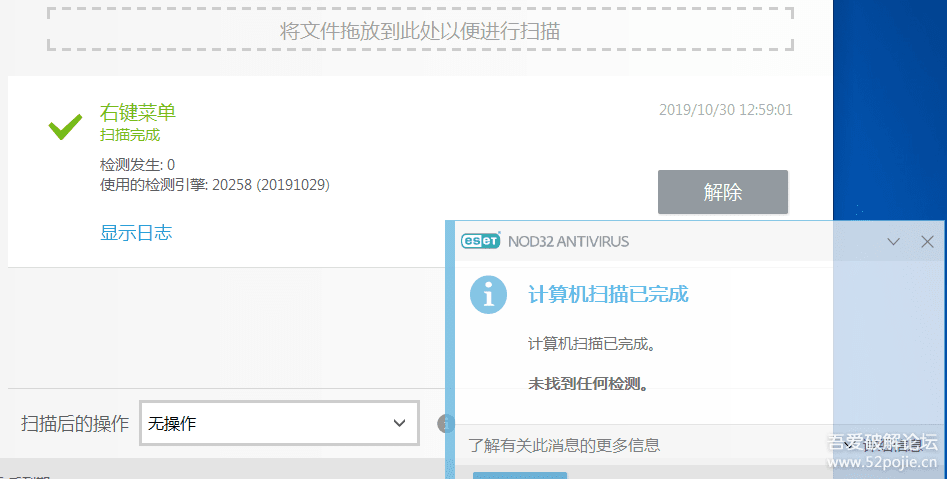 将文件拖放到此处以便进行扫描
右键菜单
2019/10/30 12:59:01
扫描完成
检测发生: 0
使用的检测引擎: 20258 (20191029)
解除
显示日志
eseT NOD32 ANTIVIRUS
计算机扫描已完成
计算机扫描已完成。
未找到任何检测。
扫描后的操作
无操作
了解有关此消息的更多信息
吾爱破解论坛
www.52pojie.cn